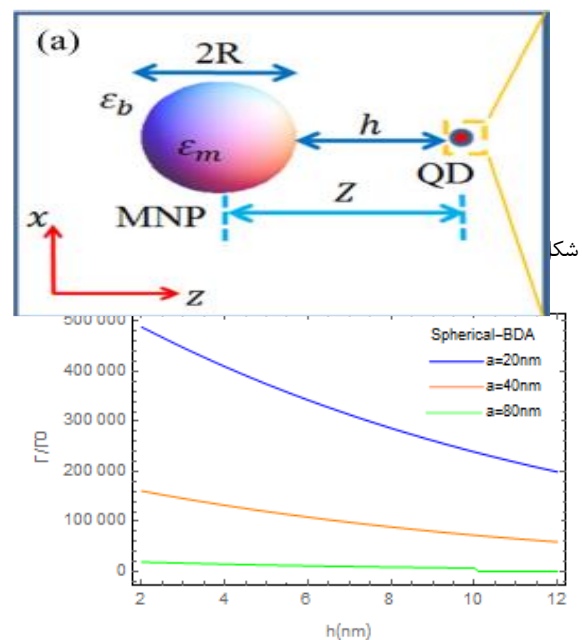 (a)
2R
ε_b
ε_m
h
QD
MNP
Z
x
z
شکل
500 000
Spherical–BDA
a=20nm
400 000
a=40nm
a=80nm
300 000
Γ/Γ0
200 000
100 000
0
2 4 6 8 10 12
h(nm)